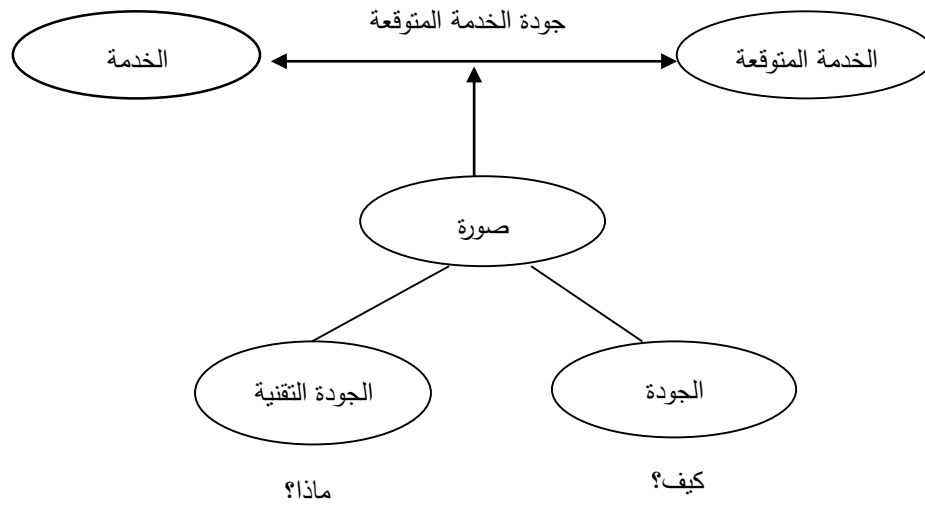 جودة الخدمة المتوقعة
الخدمة المتوقعة
الخدمة
صورة
الجودة
الجودة التقنية
كيف؟
ماذا؟